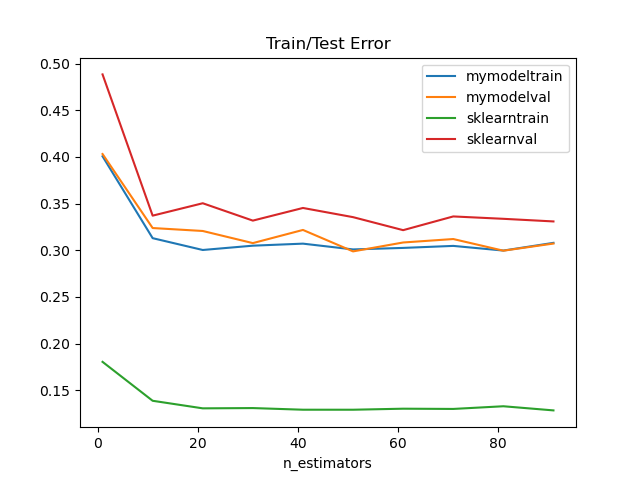 Train/Test Error
0.50
0.45
0.40
0.35
0.30
0.25
0.20
0.15
mymodeltrain
mymodelval
sklearntrain
sklearnval
0 20 40 60 80
n_estimators